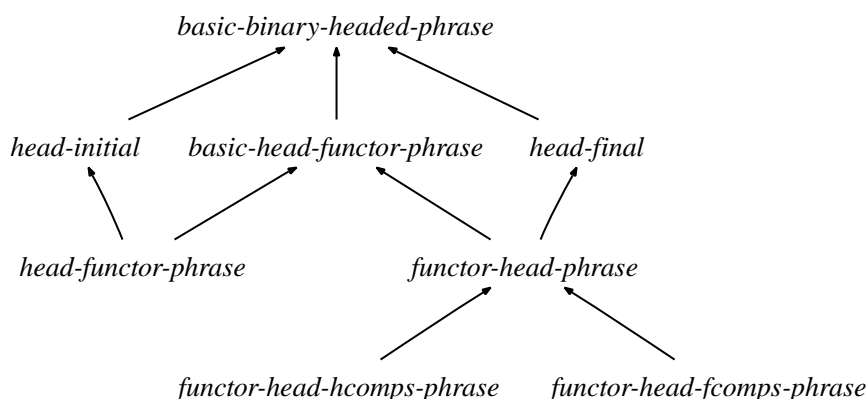 basic-binary-headed-phrase
head-initial basic-head-functor-phrase head-final
head-functor-phrase functor-head-phrase
functor-head-hcomps-phrase functor-head-fcomps-phrase